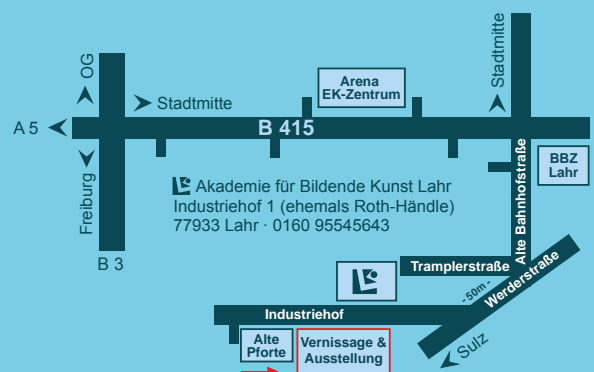 OG
Stadtmitte
A 5
Freiburg
B 3
B 415
Arena
EK-Zentrum
Stadtmitte
BBZ
Lahr
Alte Bahnhofstraße
Akademie für Bildende Kunst Lahr
Industriehof 1 (ehemals Roth-Händle)
77933 Lahr · 0160 95545643
Tramplerstraße
Werderstraße
-50m-
Industriehof
Sulz
Alte
Pforte
Vernissage &
Ausstellung